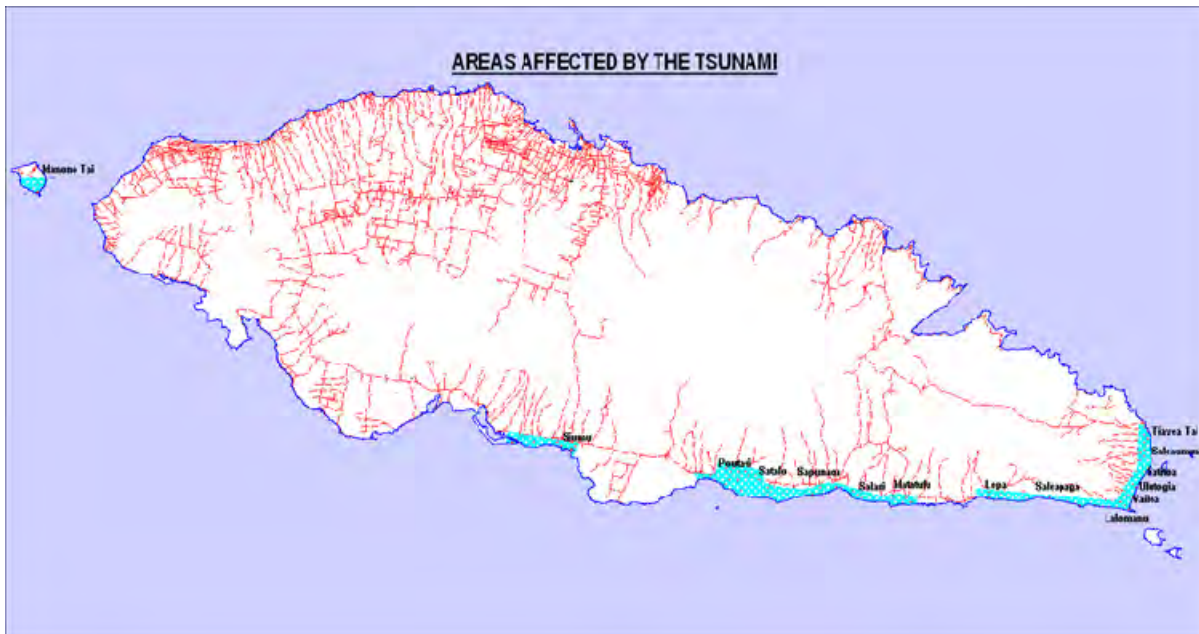 AREAS AFFECTED BY THE TSUNAMI
Manono Tai
Siumu
Poutasi
Satalo
Sapunaoa
Salani
Matatufu
Lepa
Saleapaga
Tiavea Tai
Ulutogia
Vailoa
Lalomanu